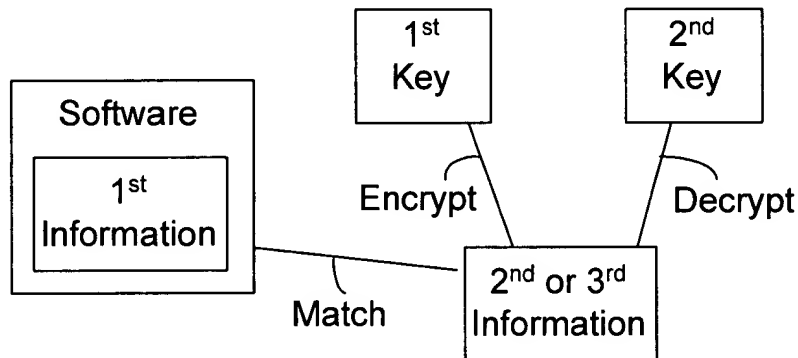 1st
Key
2nd
Key
Software
1st
Information
Encrypt
Decrypt
2nd or 3rd
Information
Match